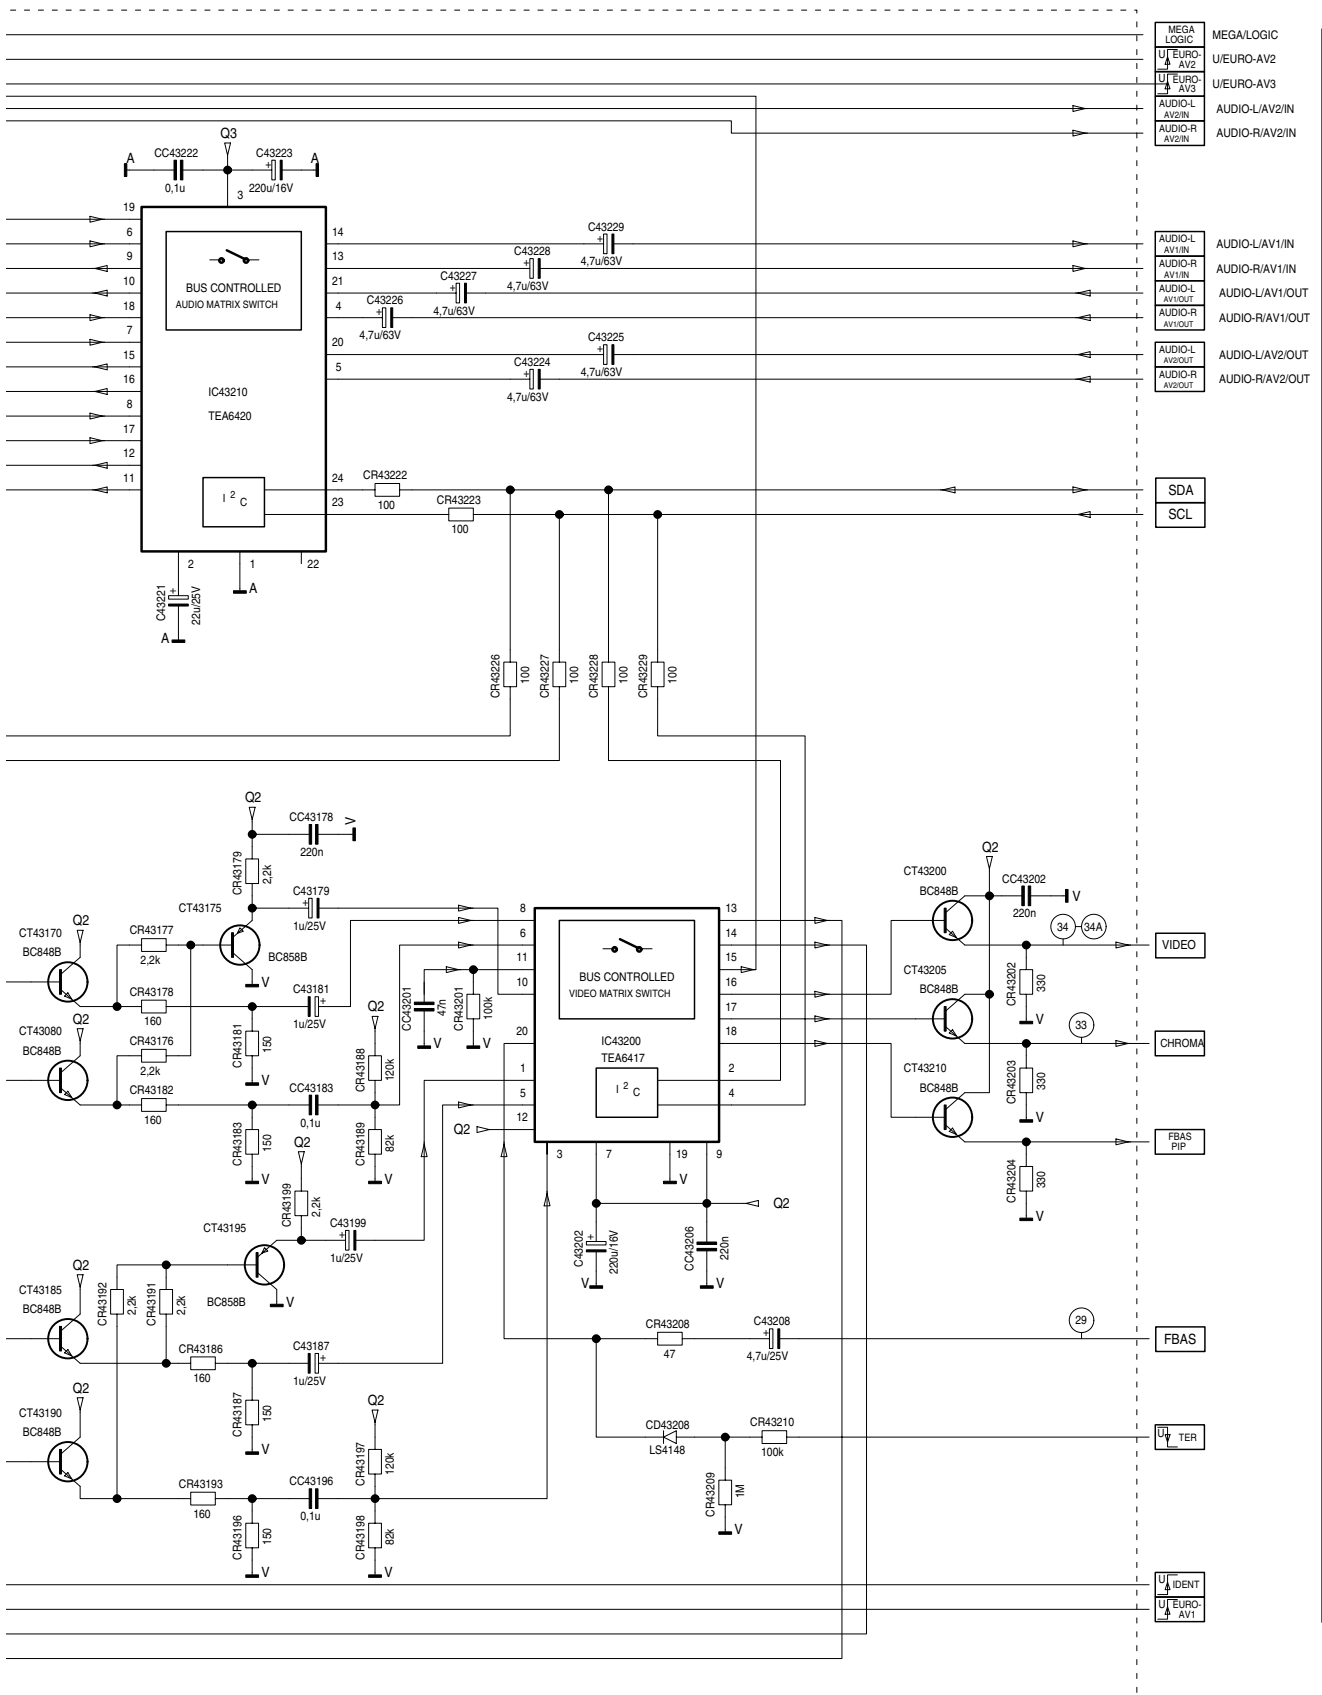 MEGA
LOGIC
MEGA/LOGIC
U EURO-
AV2
U/EURO-AV2
U EURO-
AV3
U/EURO-AV3
AUDIO-L
AV2/IN
AUDIO-L/AV2/IN
AUDIO-R
AV2/IN
AUDIO-R/AV2/IN
Q3
A
CC43222
0,1u
C43223
+
220u/16V
A
3
19
6
9
10
18
7
15
16
8
17
12
11
BUS CONTROLLED
AUDIO MATRIX SWITCH
IC43210
TEA6420
I²C
14
13
21
4
20
5
24
23
2
1
22
C43229
+
4,7u/63V
C43228
+
4,7u/63V
C43227
+
4,7u/63V
C43226
+
4,7u/63V
C43225
+
4,7u/63V
C43224
+
4,7u/63V
AUDIO-L
AV1/IN
AUDIO-L/AV1/IN
AUDIO-R
AV1/IN
AUDIO-R/AV1/IN
AUDIO-L
AV1/OUT
AUDIO-L/AV1/OUT
AUDIO-R
AV1/OUT
AUDIO-R/AV1/OUT
AUDIO-L
AV2/OUT
AUDIO-L/AV2/OUT
AUDIO-R
AV2/OUT
AUDIO-R/AV2/OUT
CR43222
100
CR43223
100
SDA
SCL
C43221
+
22u/25V
A
A
CR43226
100
CR43227
100
CR43228
100
CR43229
100
Q2
CC43178
220n
V
CR43179
2,2k
C43179
+
1u/25V
CT43175
BC858B
V
Q2
CT43170
BC848B
CR43177
2,2k
CR43178
160
C43181
+
1u/25V
CR43181
150
V
Q2
CT43080
BC848B
CR43176
2,2k
CR43182
160
CC43183
0,1u
CR43183
150
V
Q2
CR43188
120k
CR43189
82k
V
CC43201
47n
V
CR43201
100k
V
8
6
11
10
20
1
5
12
Q2
BUS CONTROLLED
VIDEO MATRIX SWITCH
IC43200
TEA6417
I²C
13
14
15
16
17
18
2
4
3
7
19
9
V
Q2
C43202
+
220u/16V
V
CC43206
220n
V
CT43200
BC848B
Q2
CC43202
220n
V
34
34A
VIDEO
CR43202
330
V
CT43205
BC848B
33
CHROMA
CR43203
330
V
CT43210
BC848B
FBAS
PIP
CR43204
330
V
Q2
CR43199
2,2k
C43199
+
1u/25V
CT43195
BC858B
V
Q2
CT43185
BC848B
CR43192
2,2k
CR43191
2,2k
CR43186
160
C43187
+
1u/25V
CR43187
150
V
Q2
CT43190
BC848B
CR43193
160
CC43196
0,1u
CR43196
150
V
Q2
CR43197
120k
CR43198
82k
V
CR43208
47
C43208
+
4,7u/25V
29
FBAS
CD43208
LS4148
CR43210
100k
CR43209
1M
V
U TER
U IDENT
U EURO-
AV1